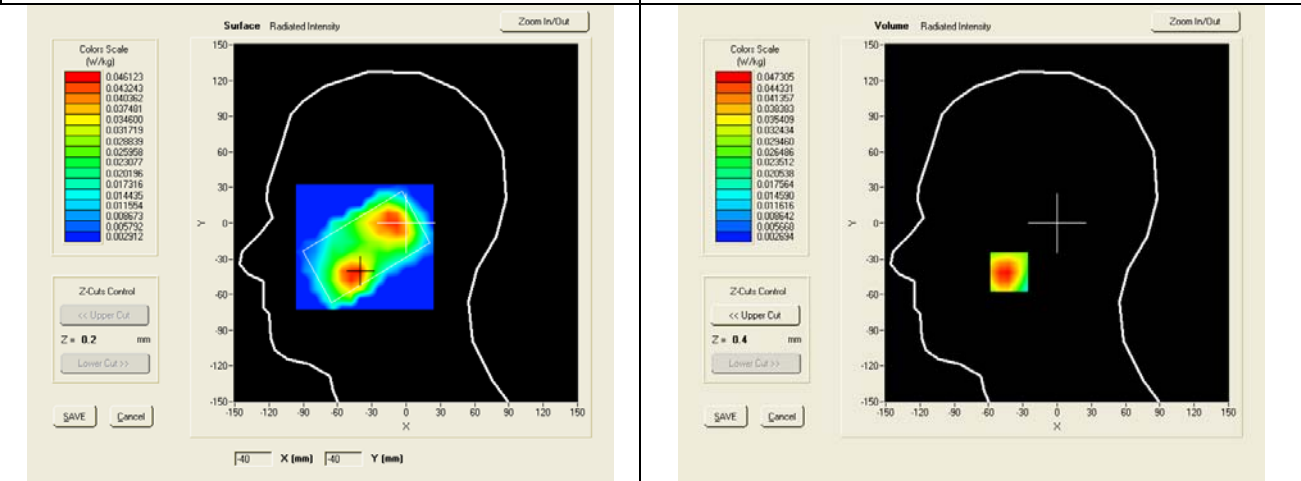 Surface Radiated Intensity
Zoom In/Out
Colors Scale
(W/kg)
0.046123
0.043243
0.040362
0.037481
0.034600
0.031719
0.028839
0.025958
0.023077
0.020196
0.017316
0.014435
0.011554
0.008673
0.005792
0.002912
Z-Cuts Control
<< Upper Cut
Z = 0.2 mm
Lower Cut >>
SAVE Cancel
150
120
90
60
30
0
-30
-60
-90
-120
-150
Y
-150 -120 -90 -60 -30 0 30 60 90 120 150
X
-40 X (mm) -40 Y (mm)
Volume Radiated Intensity
Zoom In/Out
Colors Scale
(W/kg)
0.047305
0.044331
0.041357
0.038383
0.035409
0.032434
0.029460
0.026486
0.023512
0.020538
0.017564
0.014590
0.011616
0.008642
0.005668
0.002694
Z-Cuts Control
<< Upper Cut
Z = 0.4 mm
Lower Cut >>
SAVE Cancel
150
120
90
60
30
0
-30
-60
-90
-120
-150
Y
-150 -120 -90 -60 -30 0 30 60 90 120 150
X